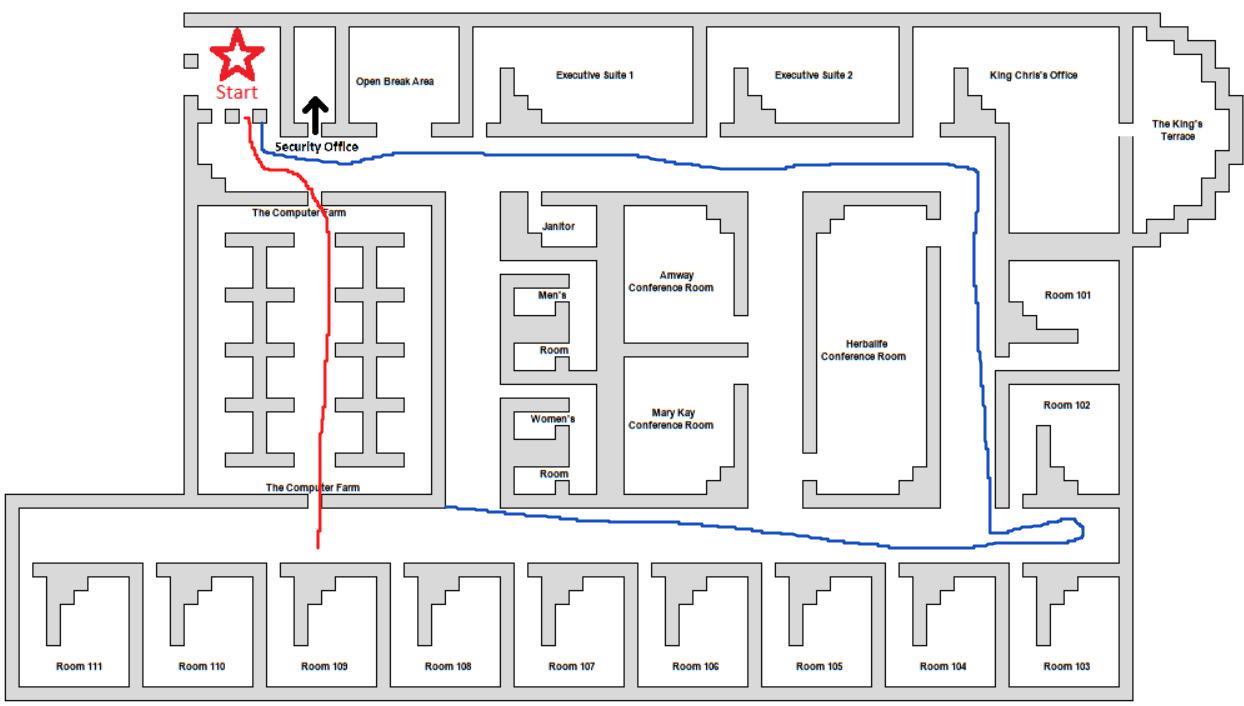 Start
Open Break Area
Executive Suite 1
Executive Suite 2
King Chris's Office
The King's
Terrace
Security Office
The Computer Farm
Janitor
Amway
Conference Room
Men's
Room
Room 101
Herbalife
Conference Room
Room 102
Women's
Room
Mary Kay
Conference Room
The Computer Farm
Room 111
Room 110
Room 109
Room 108
Room 107
Room 106
Room 105
Room 104
Room 103